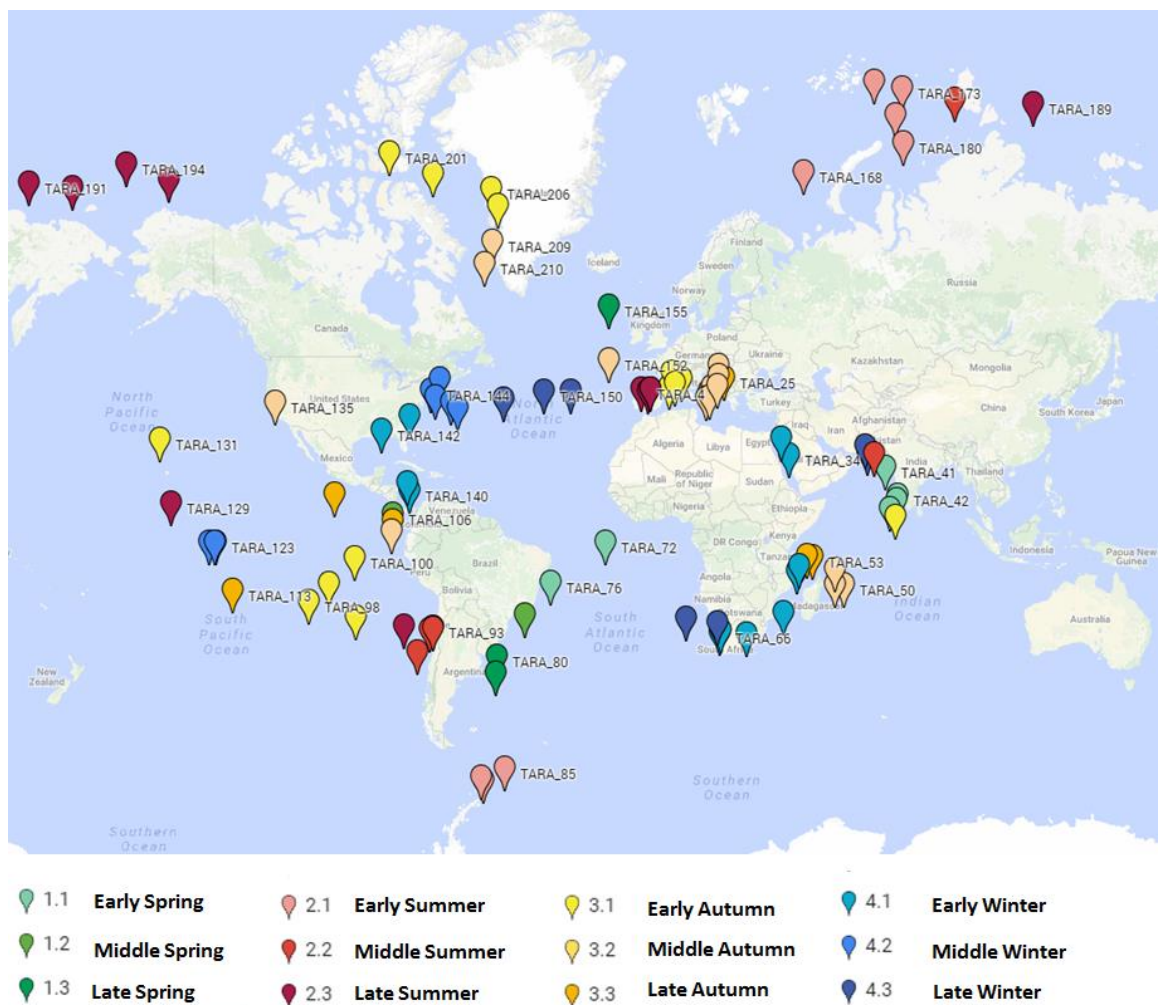 TARA_173
TARA_189
TARA_201
TARA_180
TARA_194
TARA_191
TARA_168
TARA_206
TARA_209
Finland
Iceland
TARA_210
Sweden
Russia
Norway
TARA_155
Kingdom
Canada
TARA_152
Germany
Ukraine
Kazakhstan
Mongolia
TARA_25
North
Pacific
Ocean
TARA_135
United States
TARA_144
North
Atlantic
Ocean
TARA_150
TARA_4
Turkey
China
South Korea
Japan
TARA_131
TARA_142
Mexico
Algeria
Libya
Egypt
Iraq
Iran
Afghanistan
TARA_34
TARA_41
India
Thailand
Mali
Niger
Sudan
TARA_129
TARA_140
Venezuela
TARA_106
Nigeria
Ethiopia
TARA_42
TARA_123
TARA_100
TARA_72
DR Congo
Kenya
Tanzania
TARA_53
Indonesia
Papua New
Guinea
Peru
Brazil
TARA_76
Angola
TARA_113
TARA_98
Bolivia
Namibia
Botswana
Madagascar
TARA_50
Indian
Ocean
South
Pacific
Ocean
TARA_93
South
Atlantic
Ocean
TARA_66
South Africa
Australia
TARA_80
Argentina
New
Zealand
TARA_85
Southern
Ocean
Southern
Ocean
1.1 Early Spring
2.1 Early Summer
3.1 Early Autumn
4.1 Early Winter
1.2 Middle Spring
2.2 Middle Summer
3.2 Middle Autumn
4.2 Middle Winter
1.3 Late Spring
2.3 Late Summer
3.3 Late Autumn
4.3 Late Winter